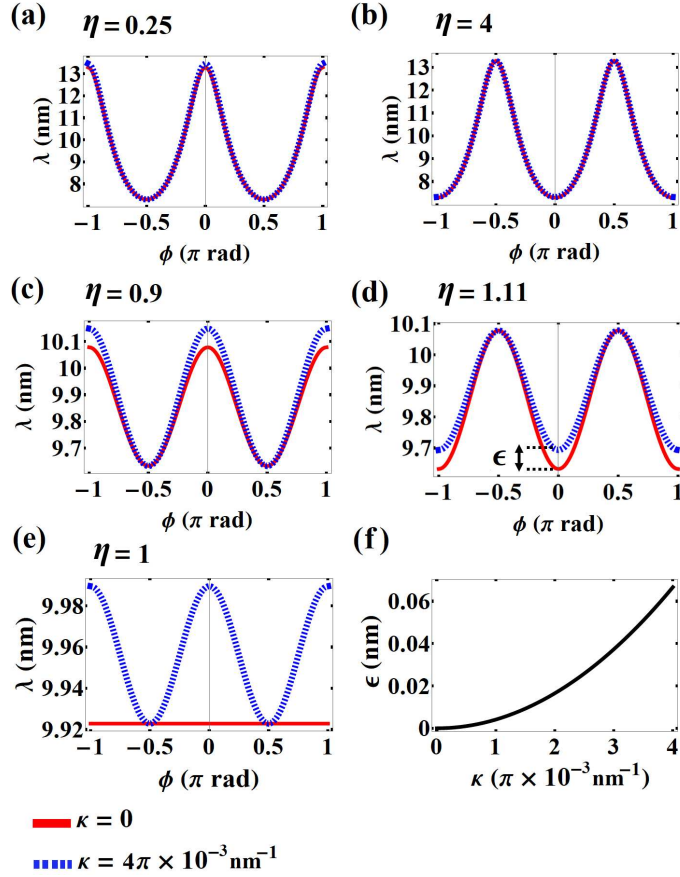 (a) η = 0.25
λ (nm)
13
12
11
10
9
8
-1 -0.5 0 0.5 1
ϕ (π rad)
(b) η = 4
λ (nm)
13
12
11
10
9
8
-1 -0.5 0 0.5 1
ϕ (π rad)
(c) η = 0.9
λ (nm)
10.1
10
9.9
9.8
9.7
-1 -0.5 0 0.5 1
ϕ (π rad)
(d) η = 1.11
λ (nm)
10.1
10
9.9
9.8
9.7
ϵ
-1 -0.5 0 0.5 1
ϕ (π rad)
(e) η = 1
λ (nm)
9.98
9.96
9.94
9.92
-1 -0.5 0 0.5 1
ϕ (π rad)
(f)
ϵ (nm)
0.06
0.04
0.02
0
0 1 2 3 4
κ (π × 10⁻³ nm⁻¹)
κ = 0
κ = 4π × 10⁻³ nm⁻¹